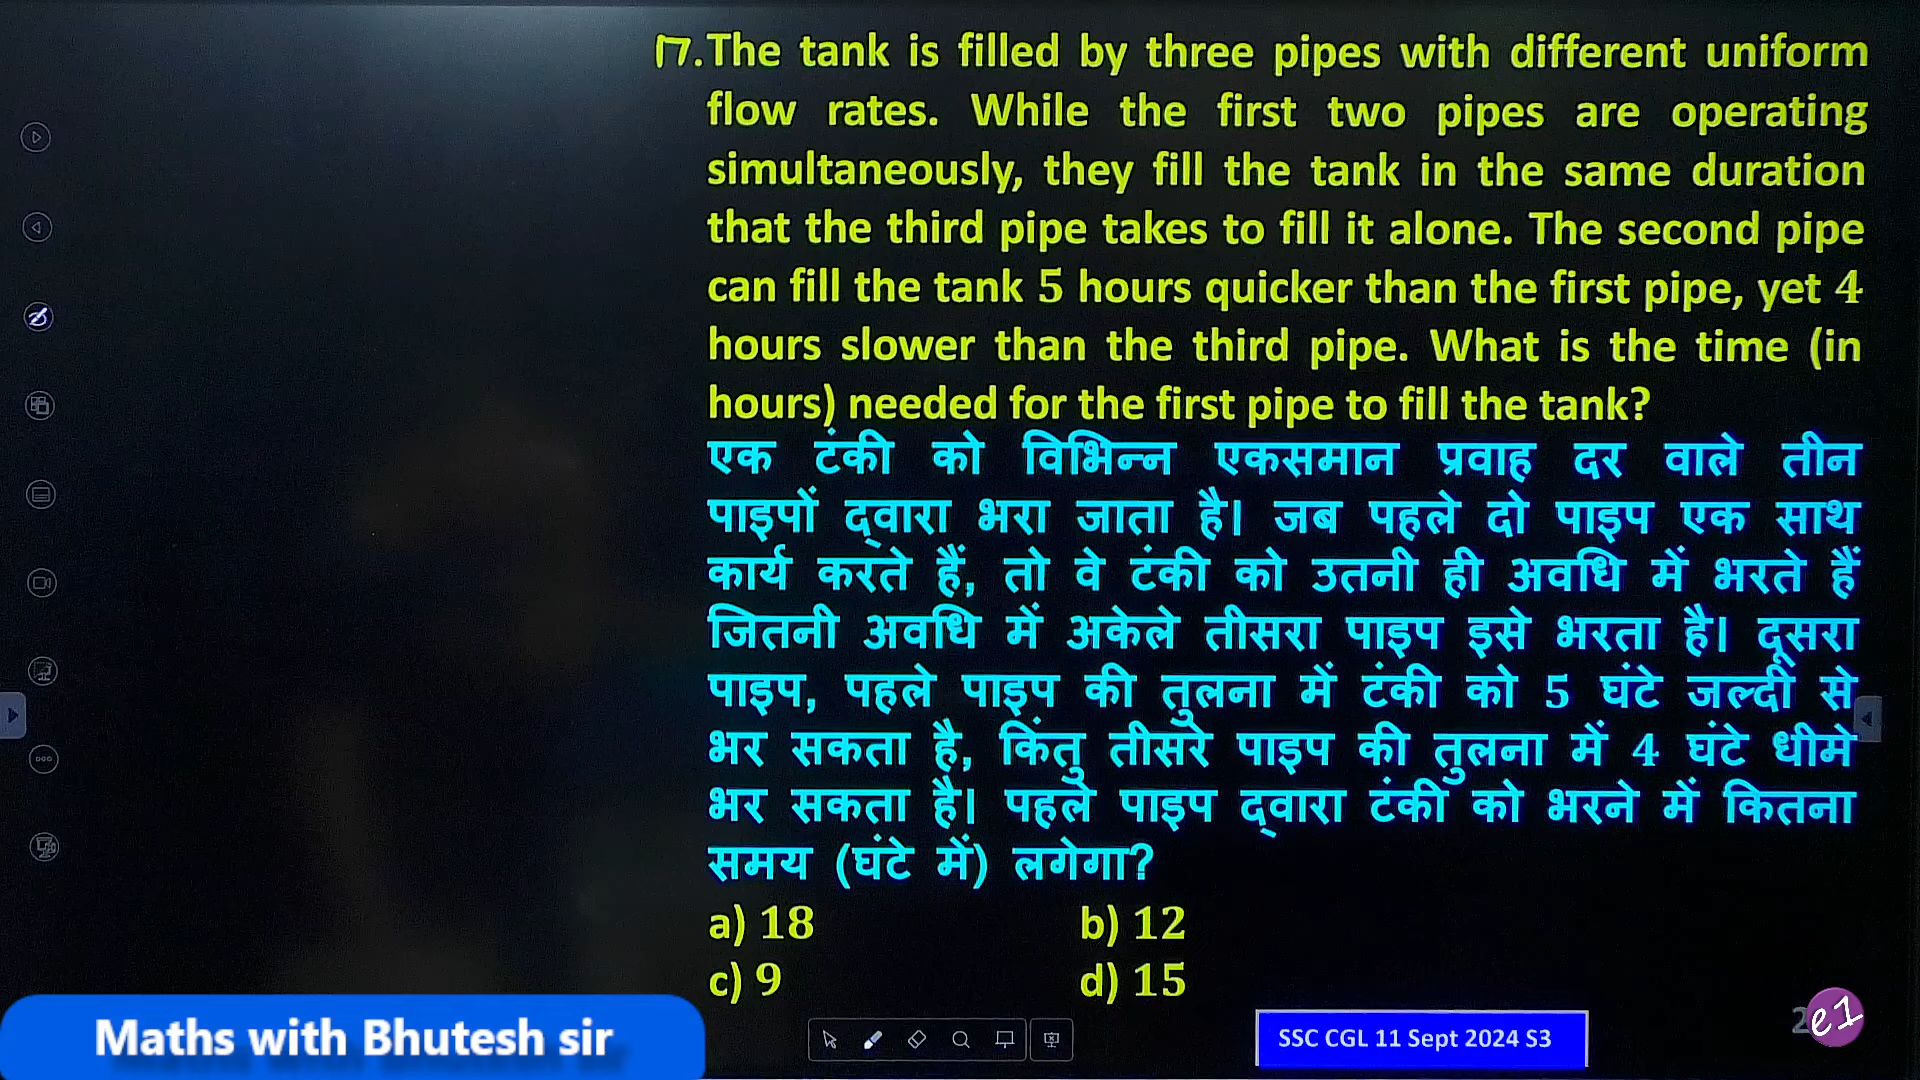 17.The tank is filled by three pipes with different uniform
flow rates. While the first two pipes are operating
simultaneously, they fill the tank in the same duration
that the third pipe takes to fill it alone. The second pipe
can fill the tank 5 hours quicker than the first pipe, yet 4
hours slower than the third pipe. What is the time (in
hours) needed for the first pipe to fill the tank?
एक टंकी को विभिन्न एकसमान प्रवाह दर वाले तीन
पाइपों द्वारा भरा जाता है। जब पहले दो पाइप एक साथ
कार्य करते हैं, तो वे टंकी को उतनी ही अवधि में भरते हैं
जितनी अवधि में अकेले तीसरा पाइप इसे भरता है। दूसरा
पाइप, पहले पाइप की तुलना में टंकी को 5 घंटे जल्दी से
भर सकता है, किंतु तीसरे पाइप की तुलना में 4 घंटे धीमे
भर सकता है। पहले पाइप द्वारा टंकी को भरने में कितना
समय (घंटे में) लगेगा?
a) 18 b) 12
c) 9 d) 15
Maths with Bhutesh sir
SSC CGL 11 Sept 2024 S3
e1